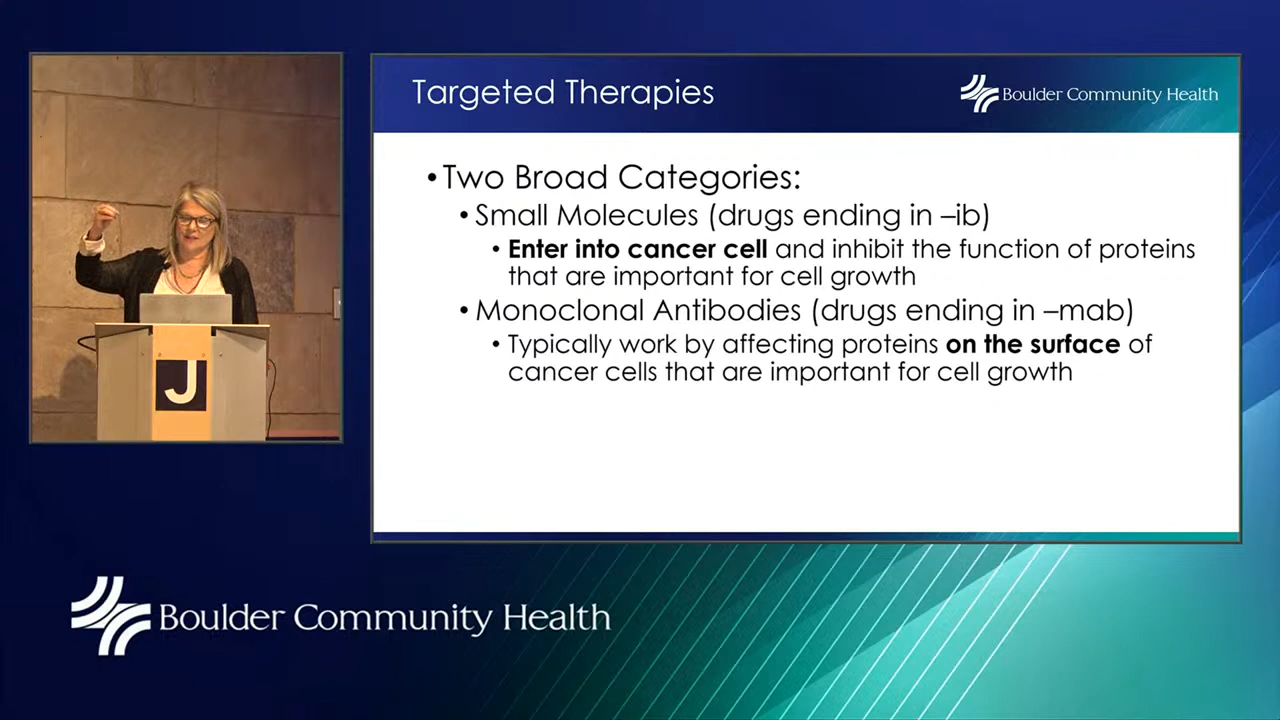 Targeted Therapies
Boulder Community Health
•Two Broad Categories:
• Small Molecules (drugs ending in –ib)
• Enter into cancer cell and inhibit the function of proteins
that are important for cell growth
• Monoclonal Antibodies (drugs ending in –mab)
• Typically work by affecting proteins on the surface of
cancer cells that are important for cell growth
J
Boulder Community Health